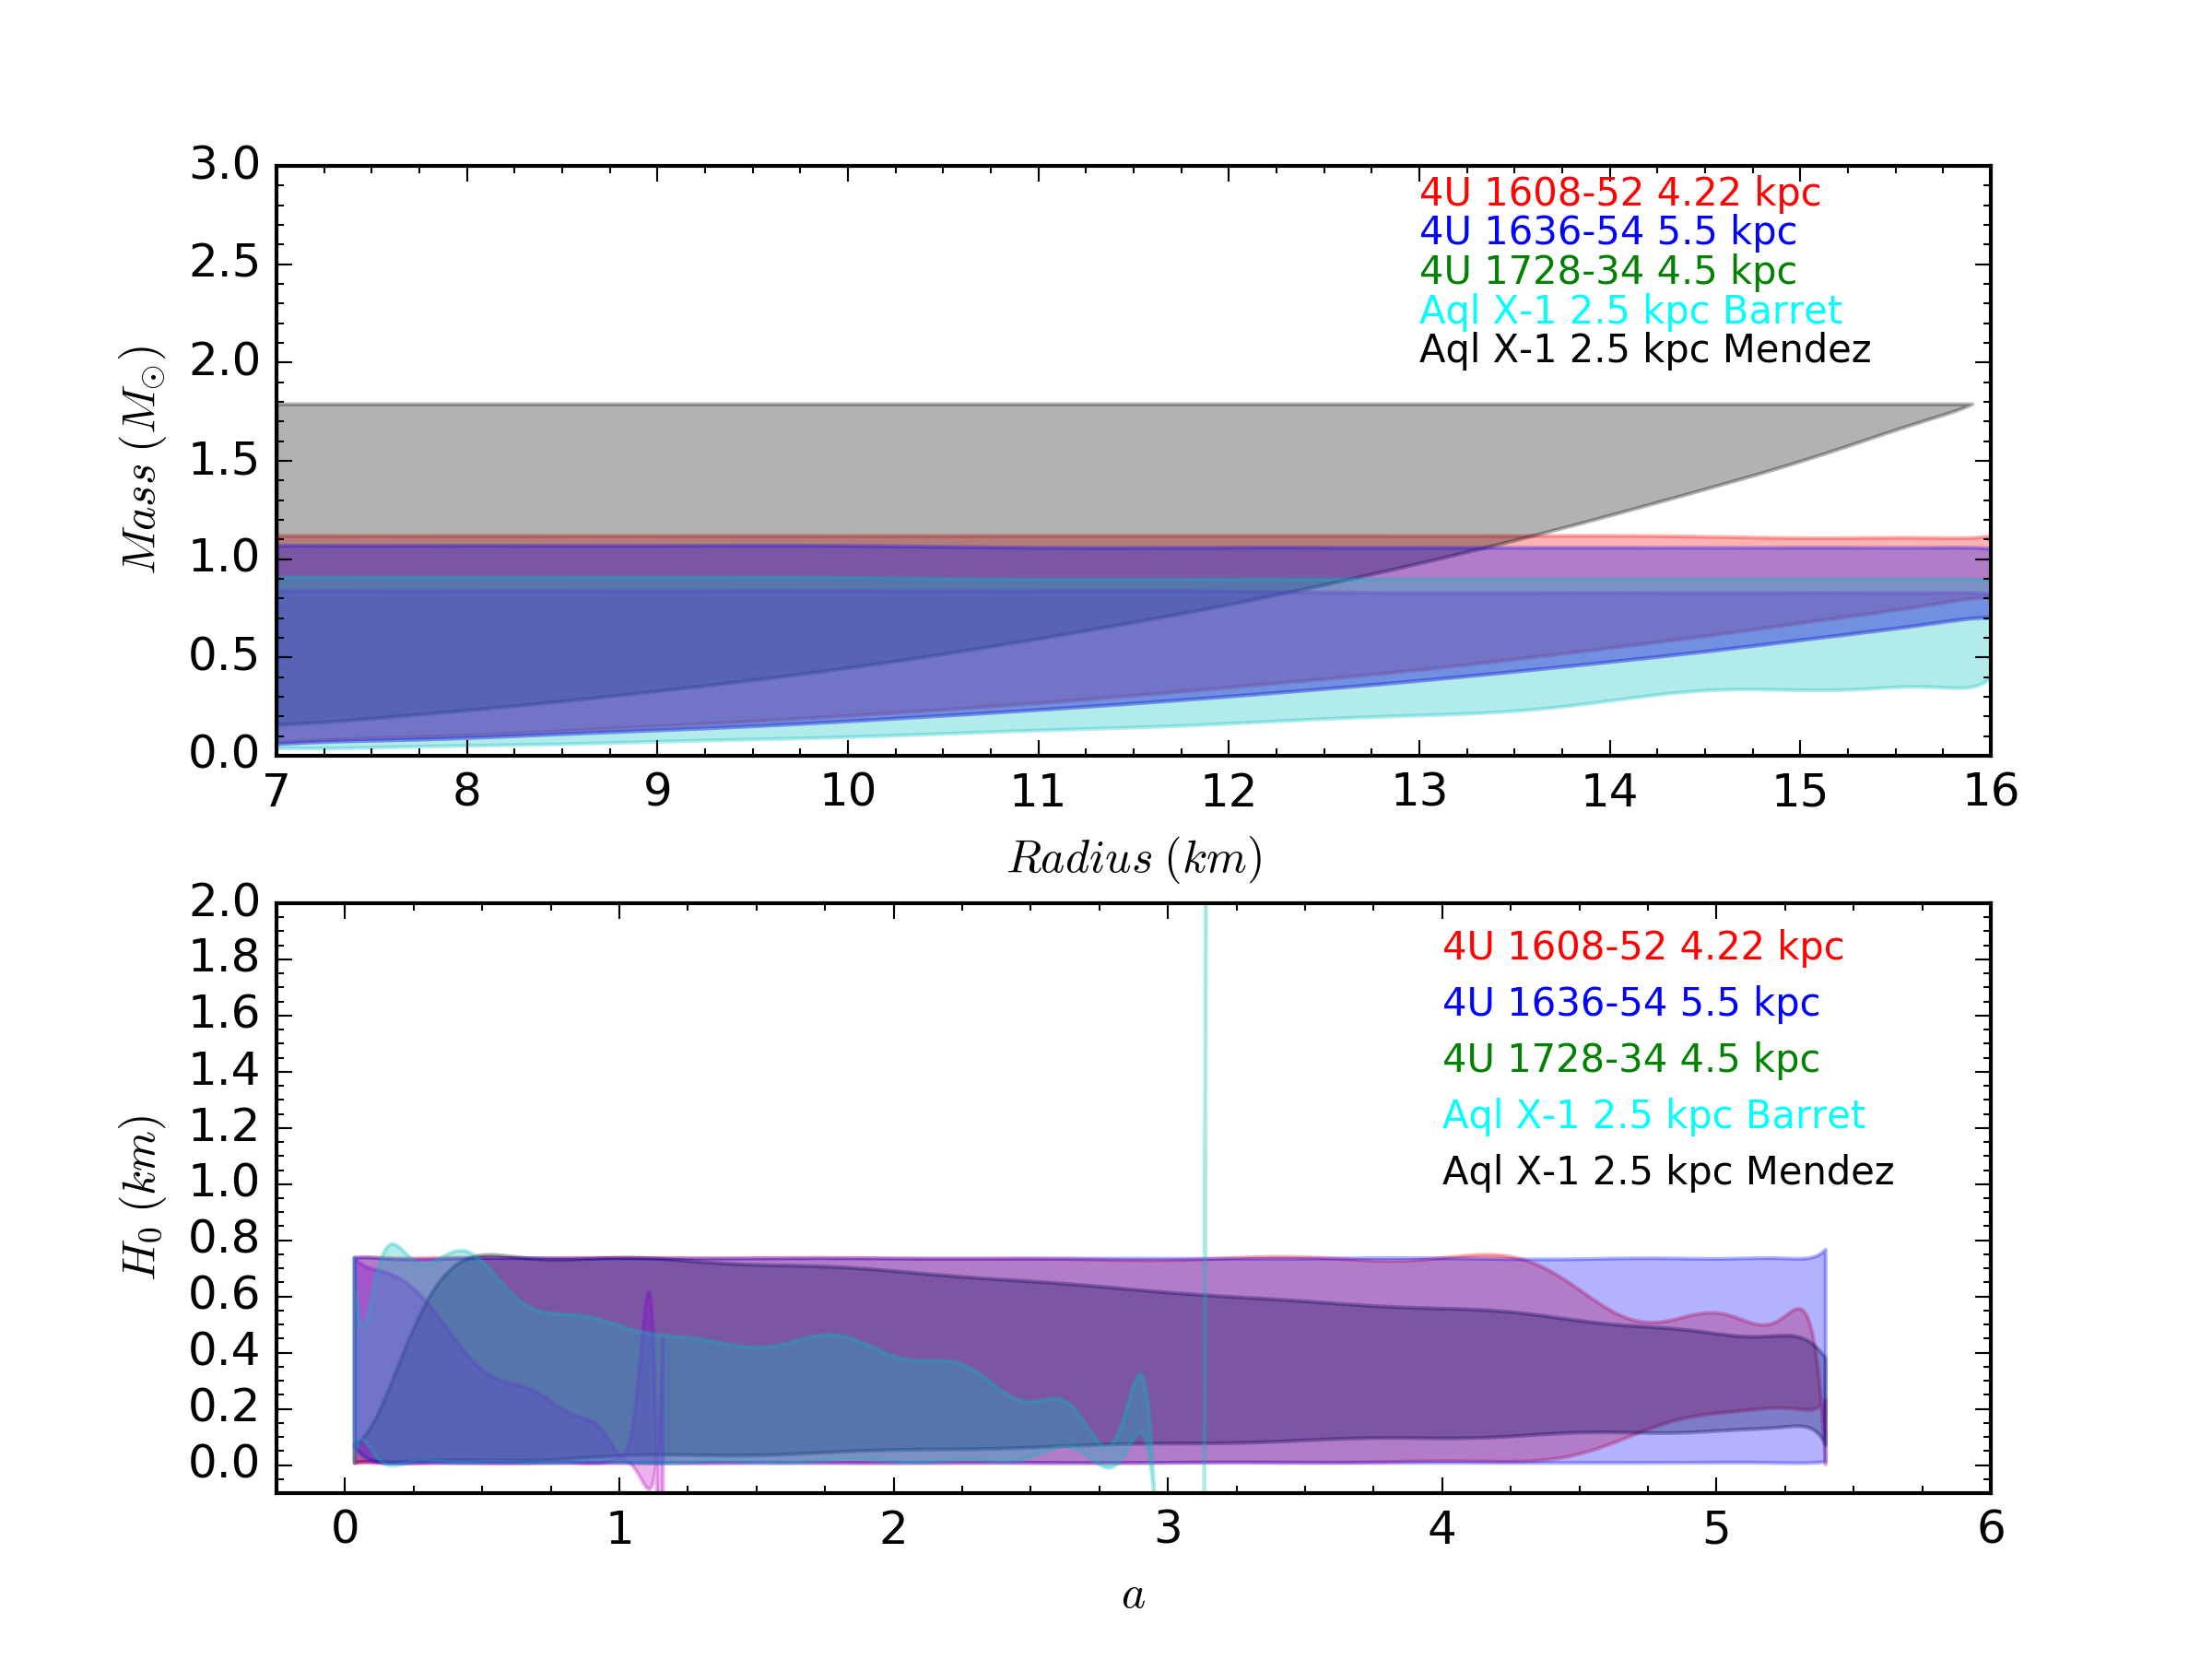 3.0
2.5
2.0
1.5
1.0
0.5
0.0
Mass (M⊙)
4U 1608-52 4.22 kpc
4U 1636-54 5.5 kpc
4U 1728-34 4.5 kpc
Aql X-1 2.5 kpc Barret
Aql X-1 2.5 kpc Mendez
7 8 9 10 11 12 13 14 15 16
Radius (km)
2.0
1.8
1.6
1.4
1.2
1.0
0.8
0.6
0.4
0.2
0.0
H₀ (km)
4U 1608-52 4.22 kpc
4U 1636-54 5.5 kpc
4U 1728-34 4.5 kpc
Aql X-1 2.5 kpc Barret
Aql X-1 2.5 kpc Mendez
0 1 2 3 4 5 6
a